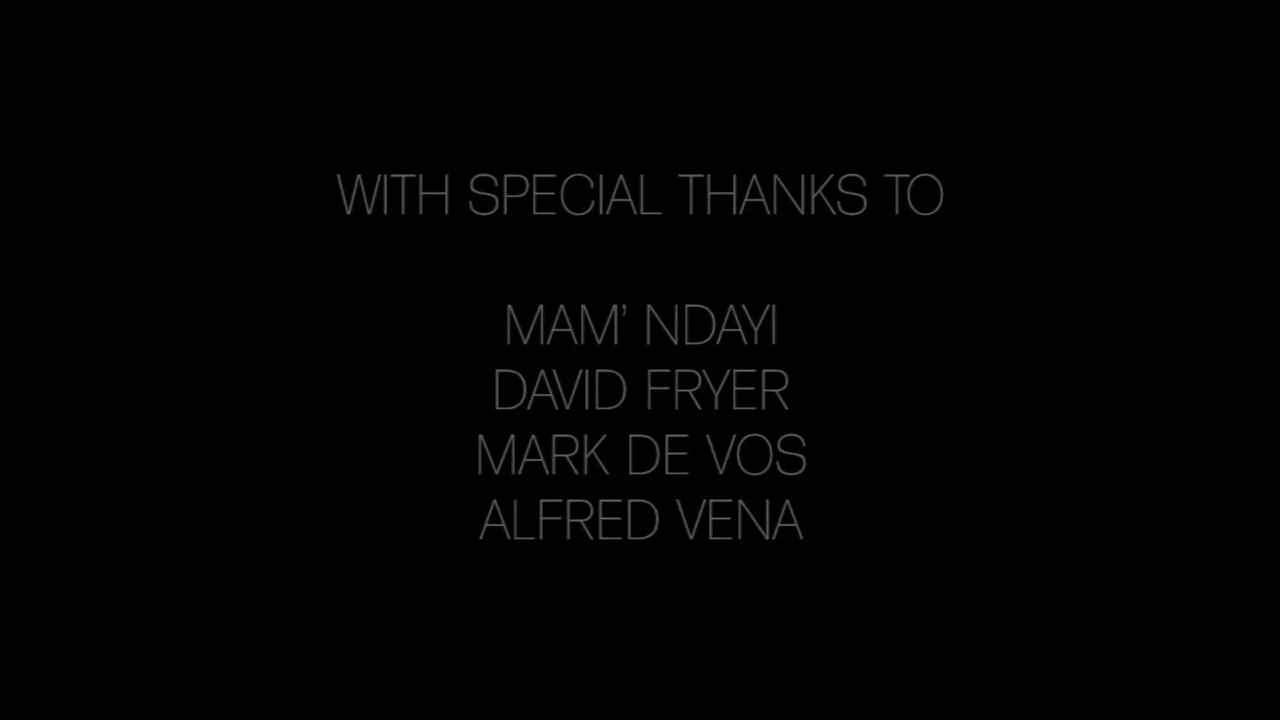 WITH SPECIAL THANKS TO
MAM’ NDAYI
DAVID FRYER
MARK DE VOS
ALFRED VENA